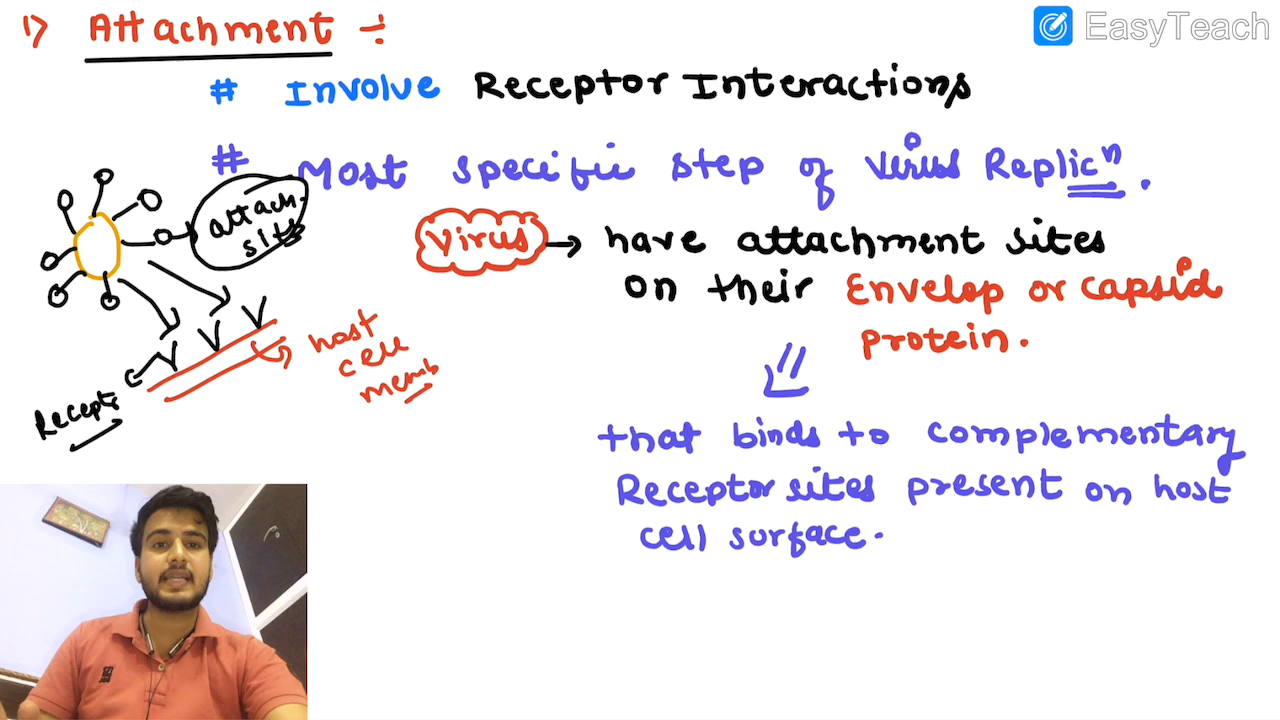 1) Attachment ÷
EasyTeach
# Involve Receptor Interactions
# Most specific step of virus Replicⁿ.
attach. site
Virus → have attachment sites
on their Envelop or capsid
protein.
host cell memb
Recepts
that binds to complementary
Receptor sites present on host
cell surface.